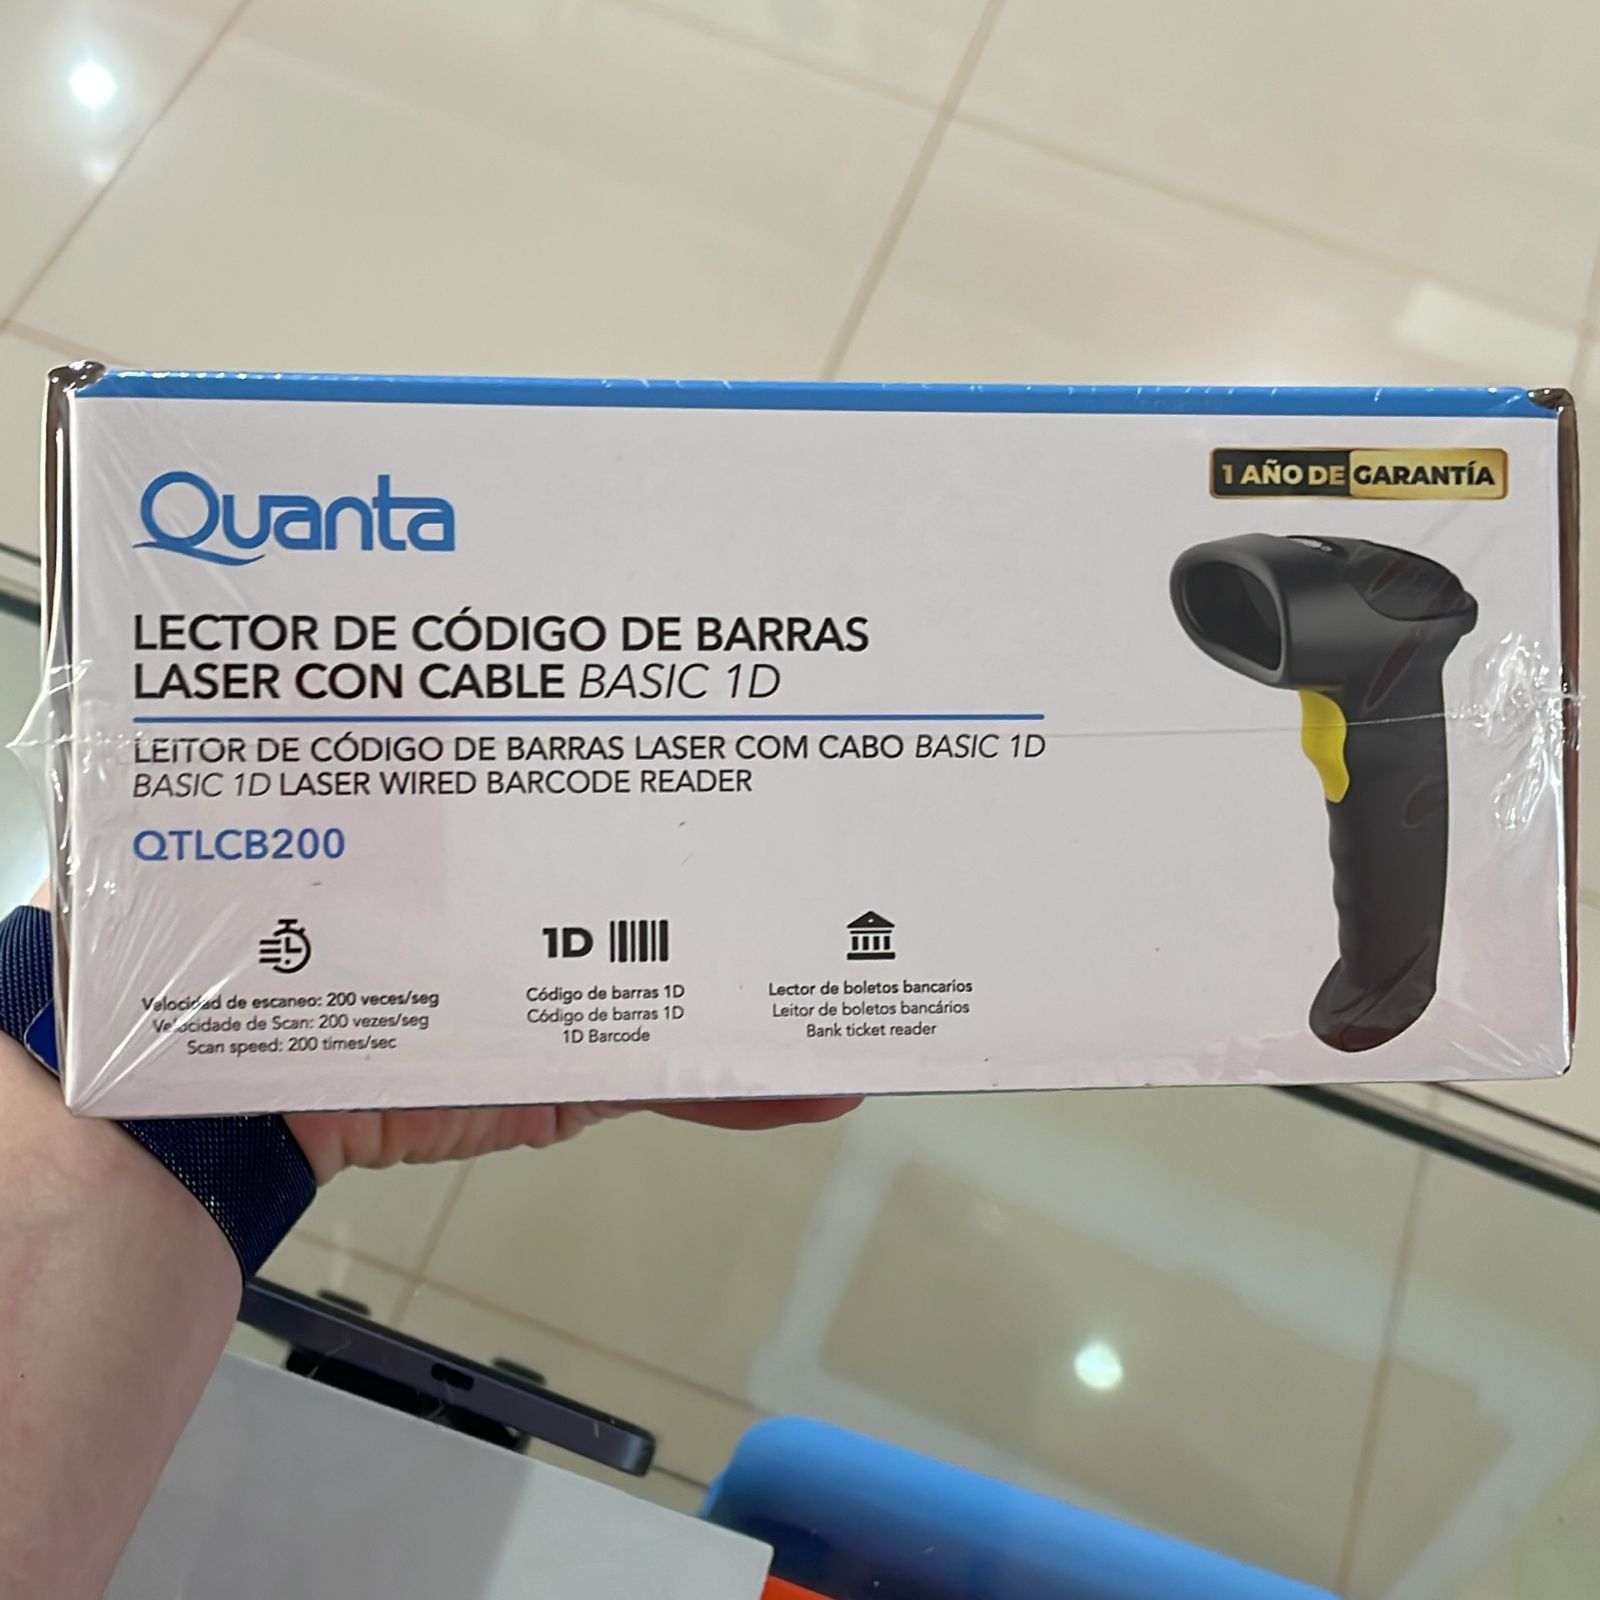 Quanta
1 AÑO DE GARANTÍA
LECTOR DE CÓDIGO DE BARRAS
LASER CON CABLE BASIC 1D
LEITOR DE CÓDIGO DE BARRAS LASER COM CABO BASIC 1D
BASIC 1D LASER WIRED BARCODE READER
QTLCB200
Velocidad de escaneo: 200 veces/seg
Velocidade de Scan: 200 vezes/seg
Scan speed: 200 times/sec
1D
Código de barras 1D
Código de barras 1D
1D Barcode
Lector de boletos bancarios
Leitor de boletos bancários
Bank ticket reader